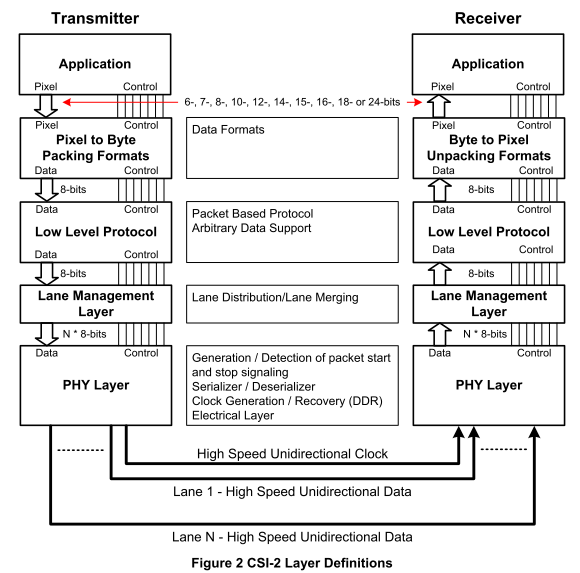 Transmitter
Receiver
Application
Pixel
Control
Application
Pixel
Control
6-, 7-, 8-, 10-, 12-, 14-, 15-, 16-, 18- or 24-bits
Pixel
Control
Pixel to Byte
Packing Formats
Data
Control
Data Formats
Pixel
Control
Byte to Pixel
Unpacking Formats
Data
Control
8-bits
8-bits
Data
Control
Low Level Protocol
Data
Control
Packet Based Protocol
Arbitrary Data Support
Data
Control
Low Level Protocol
Data
Control
8-bits
8-bits
Lane Management
Layer
Lane Distribution/Lane Merging
Lane Management
Layer
N * 8-bits
N * 8-bits
Data
Control
PHY Layer
Generation / Detection of packet start
and stop signaling
Serializer / Deserializer
Clock Generation / Recovery (DDR)
Electrical Layer
Data
Control
PHY Layer
High Speed Unidirectional Clock
Lane 1 - High Speed Unidirectional Data
Lane N - High Speed Unidirectional Data
Figure 2 CSI-2 Layer Definitions